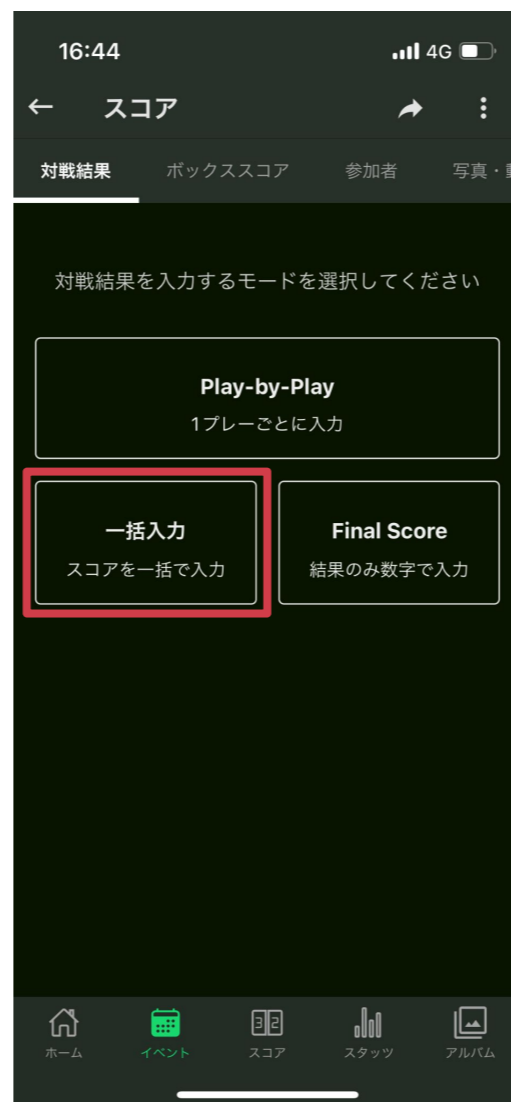 16:44
4G
スコア
対戦結果 ボックススコア 参加者 写真・
対戦結果を入力するモードを選択してください
Play-by-Play
1プレーごとに入力
一括入力
スコアを一括で入力
Final Score
結果のみ数字で入力
ホーム イベント スコア スタッツ アルバム